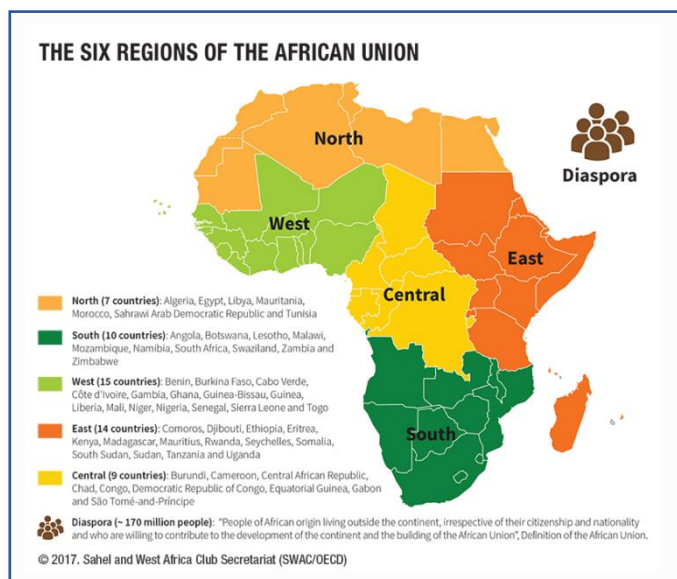 THE SIX REGIONS OF THE AFRICAN UNION
North
Diaspora
West
East
Central
South
North (7 countries): Algeria, Egypt, Libya, Mauritania,
Morocco, Sahrawi Arab Democratic Republic and Tunisia
South (10 countries): Angola, Botswana, Lesotho, Malawi,
Mozambique, Namibia, South Africa, Swaziland, Zambia and
Zimbabwe
West (15 countries): Benin, Burkina Faso, Cabo Verde,
Côte d'Ivoire, Gambia, Ghana, Guinea-Bissau, Guinea,
Liberia, Mali, Niger, Nigeria, Senegal, Sierra Leone and Togo
East (14 countries): Comoros, Djibouti, Ethiopia, Eritrea,
Kenya, Madagascar, Mauritius, Rwanda, Seychelles, Somalia,
South Sudan, Sudan, Tanzania and Uganda
Central (9 countries): Burundi, Cameroon, Central African Republic,
Chad, Congo, Democratic Republic of Congo, Equatorial Guinea, Gabon
and São Tomé-and-Príncipe
Diaspora (~ 170 million people): "People of African origin living outside the continent, irrespective of their citizenship and nationality
and who are willing to contribute to the development of the continent and the building of the African Union", Definition of the African Union.
© 2017. Sahel and West Africa Club Secretariat (SWAC/OECD)